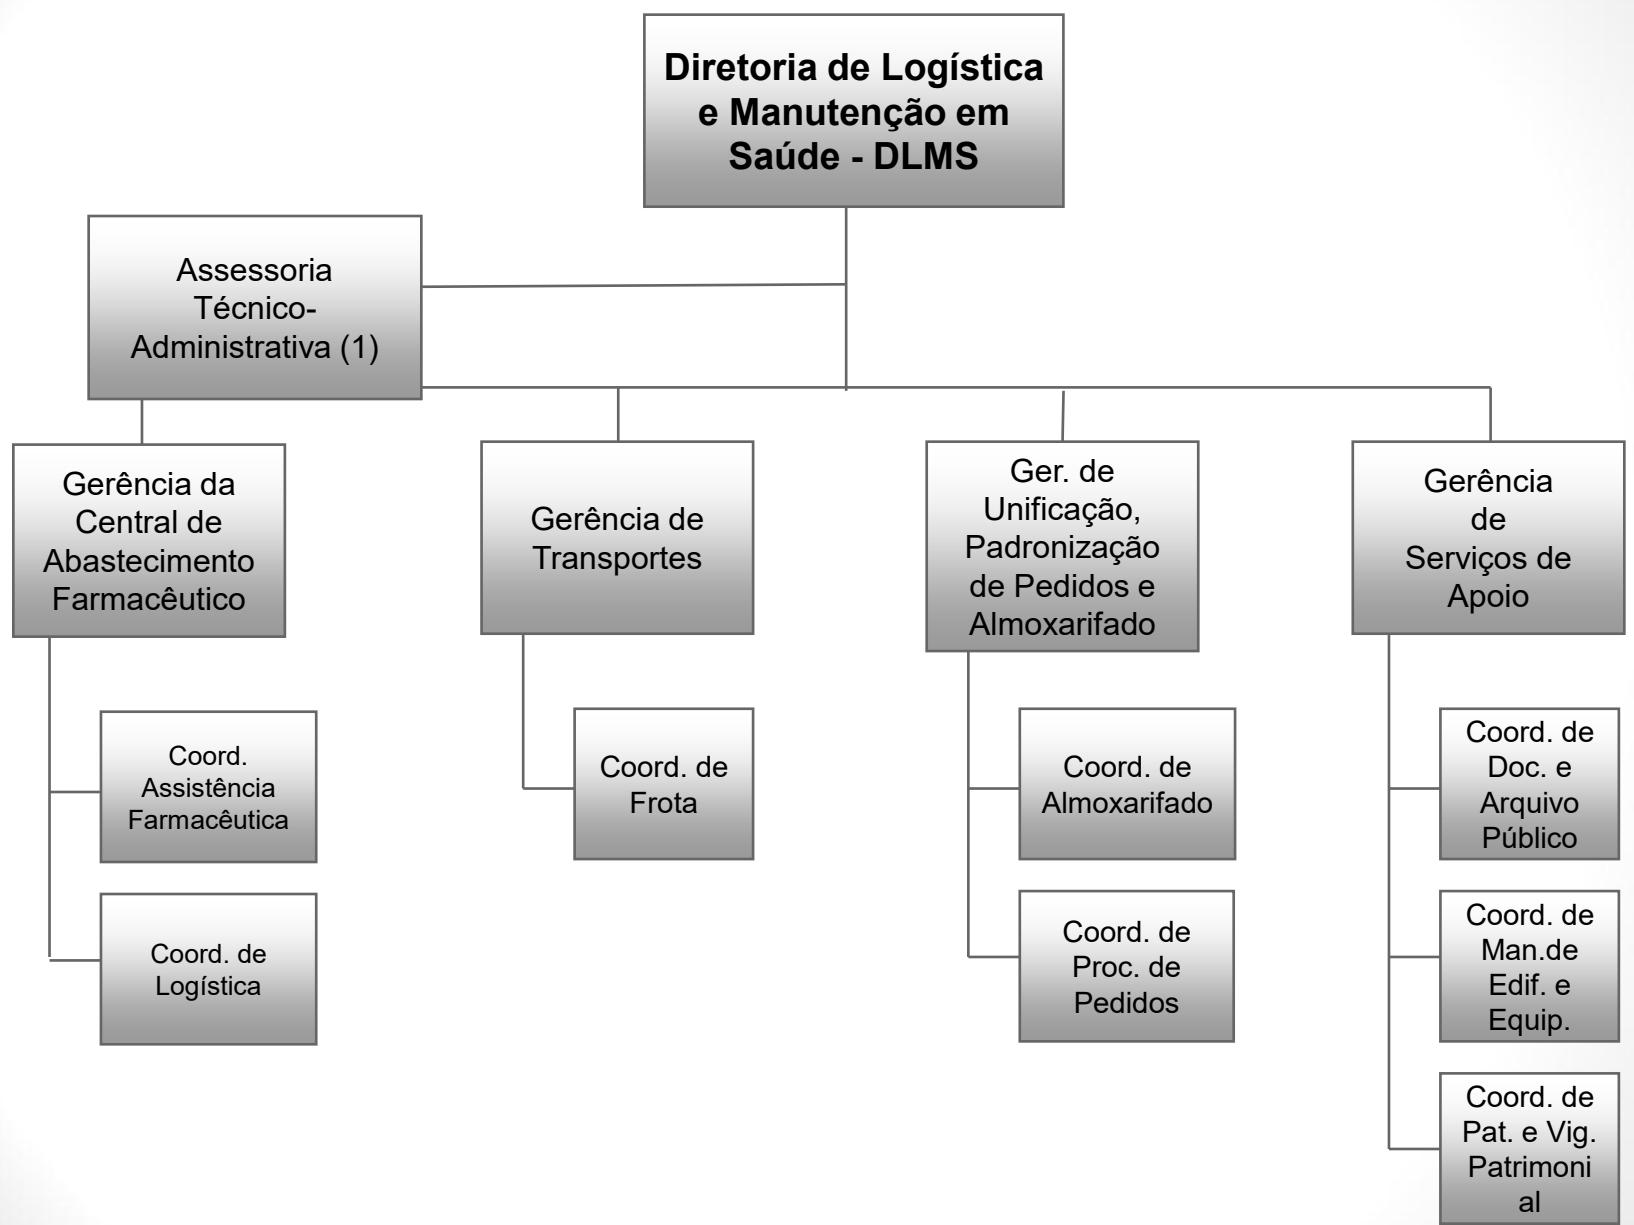 Diretoria de Logística
e Manutenção em
Saúde - DLMS
Assessoria
Técnico-
Administrativa (1)
Gerência da
Central de
Abastecimento
Farmacêutico
Gerência de
Transportes
Ger. de
Unificação,
Padronização
de Pedidos e
Almoxarifado
Gerência
de
Serviços de
Apoio
Coord.
Assistência
Farmacêutica
Coord. de
Logística
Coord. de
Frota
Coord. de
Almoxarifado
Coord. de
Proc. de
Pedidos
Coord. de
Doc. e
Arquivo
Público
Coord. de
Man.de
Edif. e
Equip.
Coord. de
Pat. e Vig.
Patrimoni
al